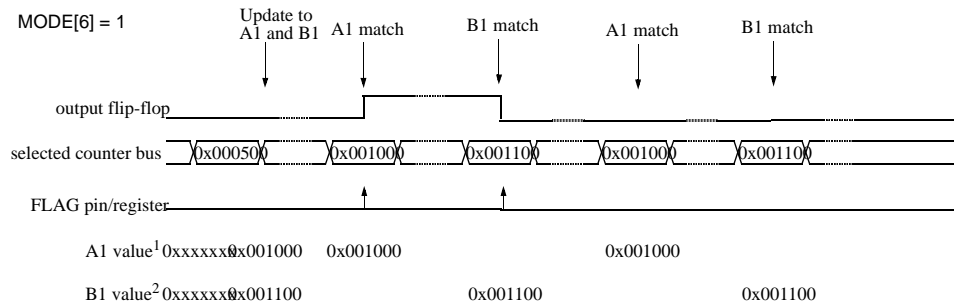 MODE[6] = 1
Update to
A1 and B1
A1 match
B1 match
A1 match
B1 match
output flip-flop
selected counter bus
0x000500
0x001000
0x001100
0x001000
0x001100
FLAG pin/register
A1 value1 0xxxxxxx 0x001000 0x001000 0x001000
B1 value2 0xxxxxxx 0x001100 0x001100 0x001100